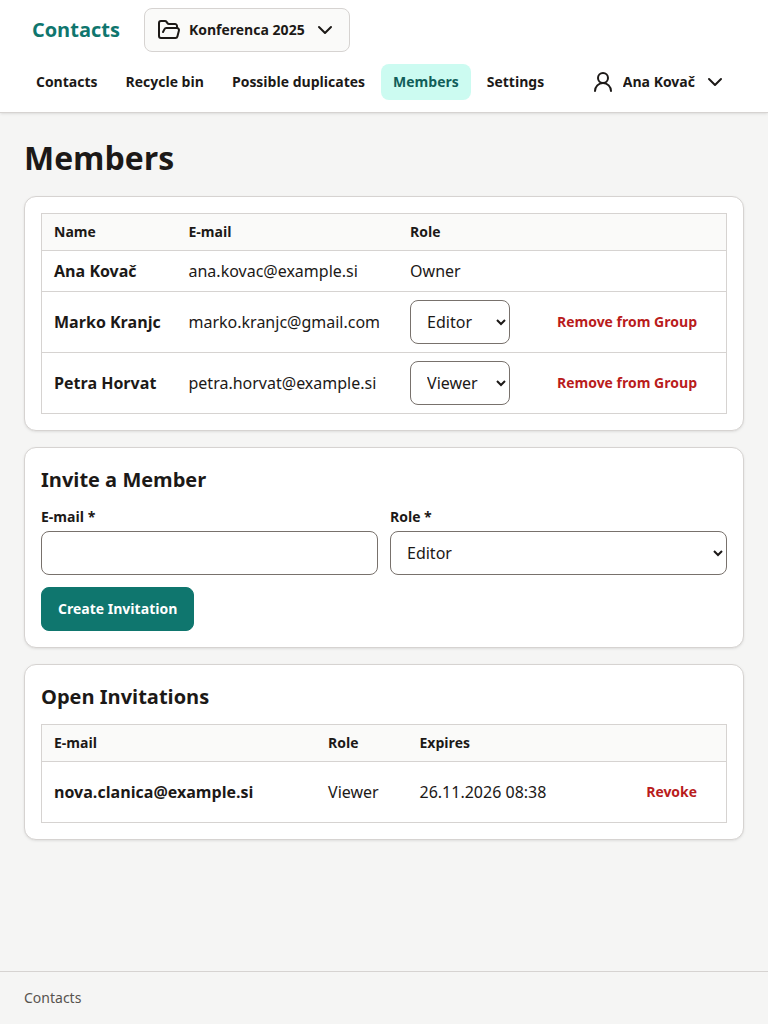 Contacts
Konferenca 2025
Contacts Recycle bin Possible duplicates Members Settings Ana Kovač
Members
Name E-mail Role
Ana Kovač ana.kovac@example.si Owner
Marko Kranjc marko.kranjc@gmail.com Editor Remove from Group
Petra Horvat petra.horvat@example.si Viewer Remove from Group
Invite a Member
E-mail * Role *
Editor
Create Invitation
Open Invitations
E-mail Role Expires
nova.clanica@example.si Viewer 26.11.2026 08:38 Revoke
Contacts